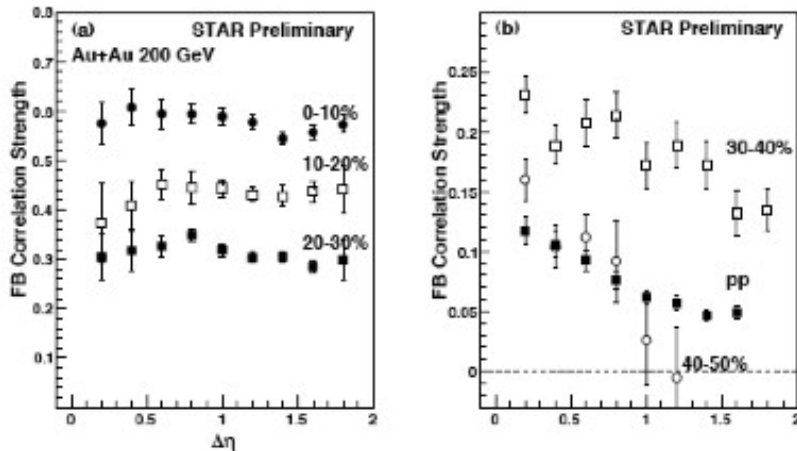 (a) STAR Preliminary
Au+Au 200 GeV
FB Correlation Strength
0.8
0.7
0.6
0.5
0.4
0.3
0.2
0.1
0-10%
10-20%
20-30%
0 0.5 1 1.5 2
Δη
(b) STAR Preliminary
FB Correlation Strength
0.25
0.2
0.15
0.1
0.05
0
30-40%
pp
40-50%
0 0.5 1 1.5 2